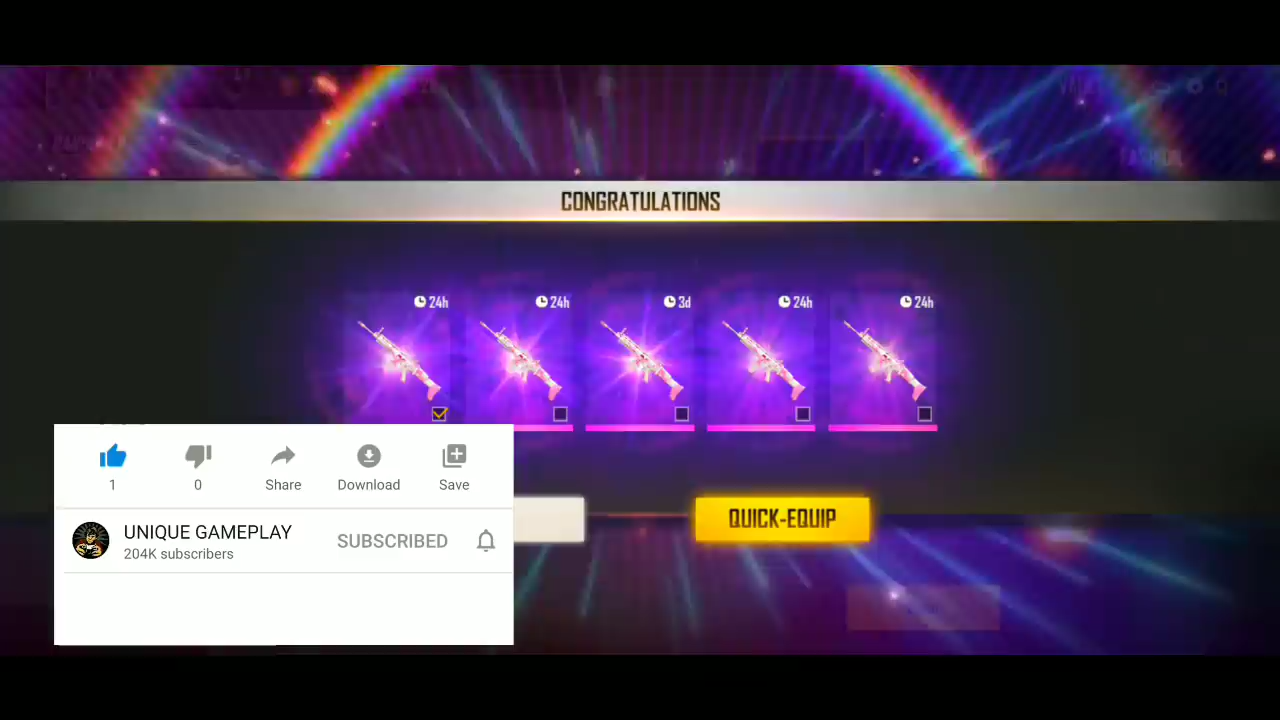 CONGRATULATIONS
24h 24h 3d 24h 24h
1 0 Share Download Save
UNIQUE GAMEPLAY
204K subscribers
SUBSCRIBED
QUICK-EQUIP